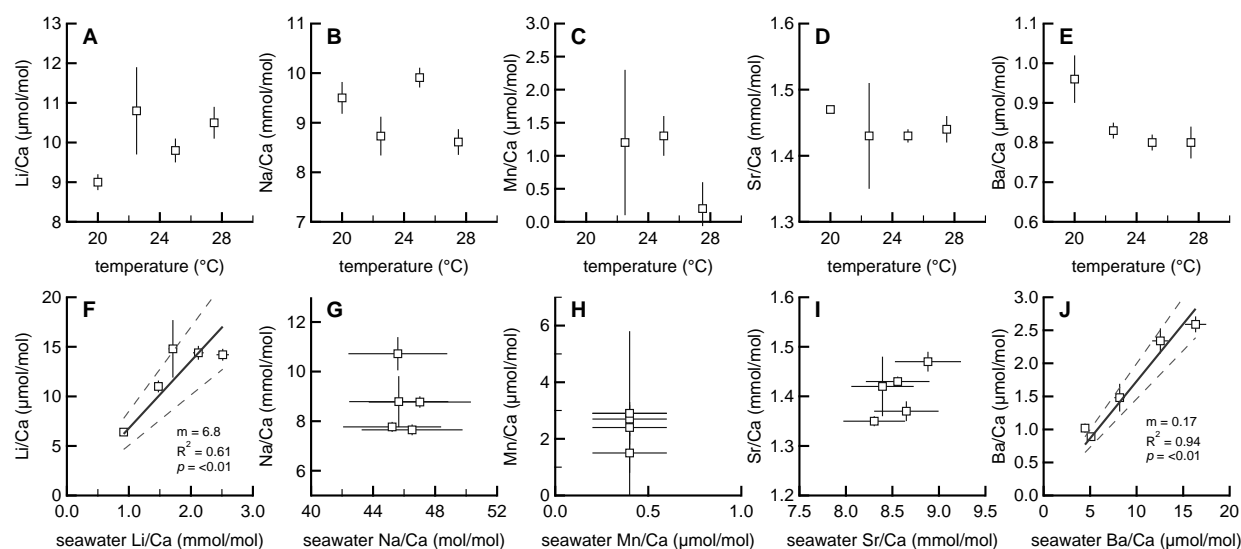 A
Li/Ca (μmol/mol)
13
12
11
10
9
8
20
24
28
temperature (°C)
B
Na/Ca (mmol/mol)
11
10
9
8
7
20
24
28
temperature (°C)
C
Mn/Ca (μmol/mol)
3.0
2.5
2.0
1.5
1.0
0.5
0.0
20
24
28
temperature (°C)
D
Sr/Ca (mmol/mol)
1.6
1.5
1.4
1.3
20
24
28
temperature (°C)
E
Ba/Ca (μmol/mol)
1.1
1.0
0.9
0.8
0.7
0.6
20
24
28
temperature (°C)
F
Li/Ca (μmol/mol)
20
15
10
5
0
m = 6.8
R² = 0.61
p = <0.01
0.0
1.0
2.0
3.0
seawater Li/Ca (mmol/mol)
G
Na/Ca (mmol/mol)
12
10
8
6
40
44
48
52
seawater Na/Ca (mol/mol)
H
Mn/Ca (μmol/mol)
6
4
2
0
0.0
0.5
1.0
seawater Mn/Ca (μmol/mol)
I
Sr/Ca (mmol/mol)
1.6
1.5
1.4
1.3
1.2
7.5
8.0
8.5
9.0
9.5
seawater Sr/Ca (mmol/mol)
J
Ba/Ca (μmol/mol)
3.0
2.5
2.0
1.5
1.0
0.5
0.0
m = 0.17
R² = 0.94
p = <0.01
0
5
10
15
20
seawater Ba/Ca (μmol/mol)